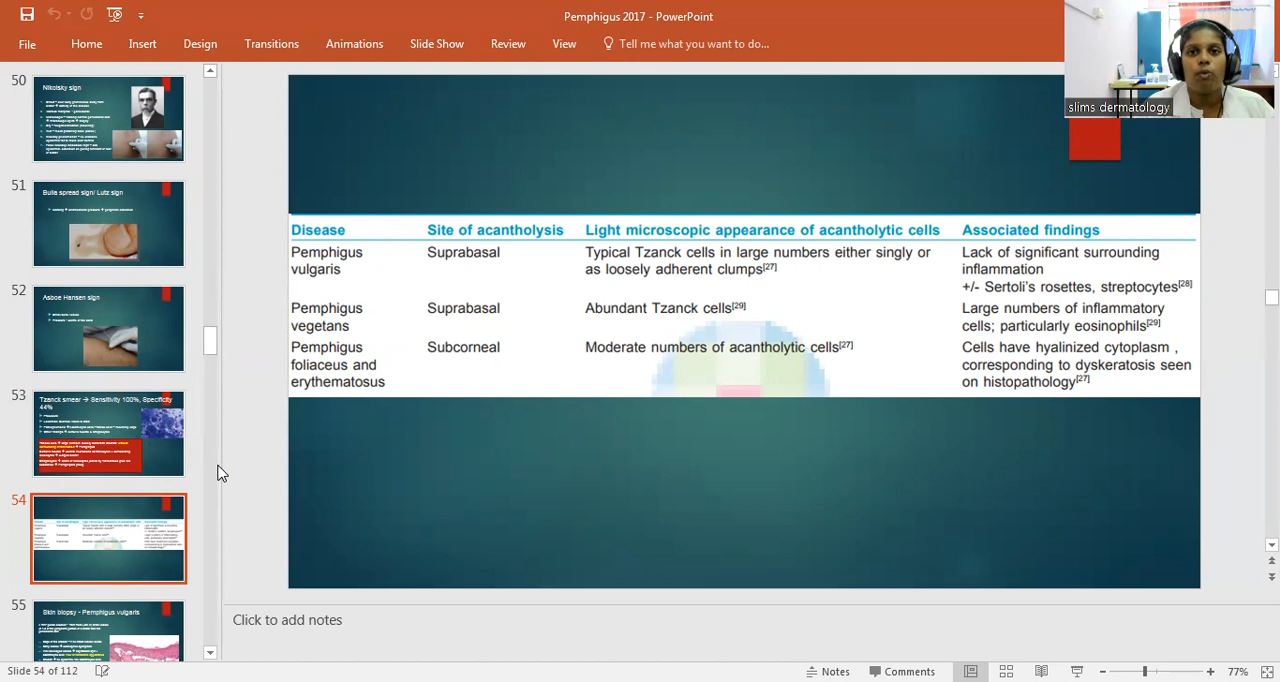 Pemphigus 2017 - PowerPoint
File Home Insert Design Transitions Animations Slide Show Review View Tell me what you want to do...
slims dermatology
50
Nikolsky sign
51
Bulla spread sign/ Lutz sign
52
Asboe Hansen sign
53
Tzanck smear → Sensitivity 100%, Specificity
44%
54
55
Skin biopsy - Pemphigus vulgaris
Disease Site of acantholysis Light microscopic appearance of acantholytic cells Associated findings
Pemphigus Suprabasal Typical Tzanck cells in large numbers either singly or Lack of significant surrounding
vulgaris as loosely adherent clumps[27] inflammation
+/- Sertoli's rosettes, streptocytes[28]
Pemphigus Suprabasal Abundant Tzanck cells[29] Large numbers of inflammatory
vegetans cells; particularly eosinophils[29]
Pemphigus Subcorneal Moderate numbers of acantholytic cells[27] Cells have hyalinized cytoplasm ,
foliaceus and corresponding to dyskeratosis seen
erythematosus on histopathology[27]
Click to add notes
Slide 54 of 112 Notes Comments 77%